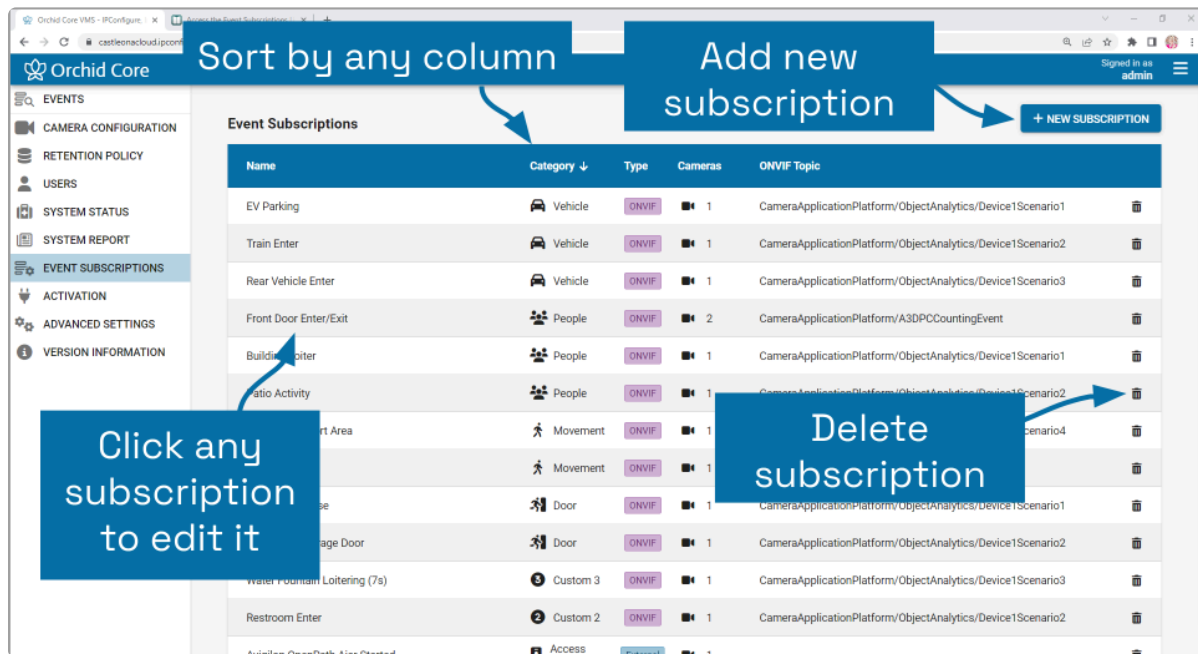 Orchid Core VMS - IPConfigure, I
castleonacloud.ipconf
Sort by any column
Add new
subscription
Orchid Core
Signed in as
admin
EVENTS
CAMERA CONFIGURATION
RETENTION POLICY
USERS
SYSTEM STATUS
SYSTEM REPORT
EVENT SUBSCRIPTIONS
ACTIVATION
ADVANCED SETTINGS
VERSION INFORMATION
Event Subscriptions
+ NEW SUBSCRIPTION
Name Category Type Cameras ONVIF Topic
EV Parking Vehicle ONVIF 1 CameraApplicationPlatform/ObjectAnalytics/Device1Scenario1
Train Enter Vehicle ONVIF 1 CameraApplicationPlatform/ObjectAnalytics/Device1Scenario2
Rear Vehicle Enter Vehicle ONVIF 1 CameraApplicationPlatform/ObjectAnalytics/Device1Scenario3
Front Door Enter/Exit People ONVIF 2 CameraApplicationPlatform/A3DPCCountingEvent
People ONVIF 1 CameraApplicationPlatform/ObjectAnalytics/Device1Scenario1
Patio Activity People ONVIF 1 CameraApplicationPlatform/ObjectAnalytics/Device1Scenario2
Area Movement ONVIF 1
Movement ONVIF 1
Door ONVIF 1 CameraApplicationPlatform/ObjectAnalytics/Device1Scenario1
Door Door ONVIF 1 CameraApplicationPlatform/ObjectAnalytics/Device1Scenario2
Water Fountain Loitering (7s) 3 Custom 3 ONVIF 1 CameraApplicationPlatform/ObjectAnalytics/Device1Scenario3
Restroom Enter 2 Custom 2 ONVIF 1 CameraApplicationPlatform/ObjectAnalytics/Device1Scenario2
Access
External 1
Click any
subscription
to edit it
Delete
subscription